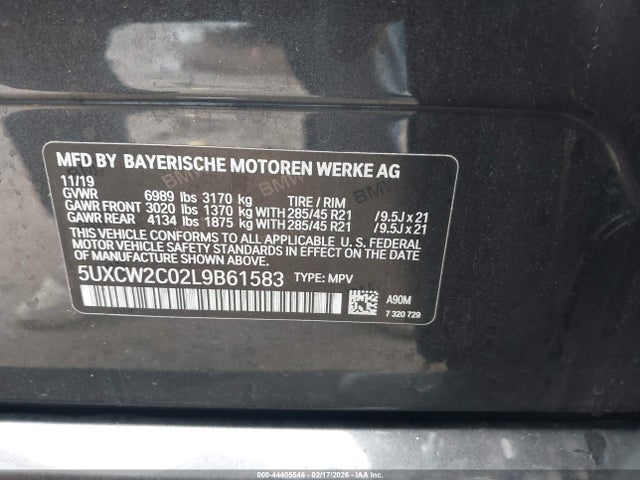 MFD BY BAYERISCHE MOTOREN WERKE AG
11/19
GVWR 6989 lbs 3170 kg TIRE / RIM
GAWR FRONT 3020 lbs 1370 kg WITH 285/45 R21 /9.5J x 21
GAWR REAR 4134 lbs 1875 kg WITH 285/45 R21 /9.5J x 21
THIS VEHICLE CONFORMS TO ALL APPLICABLE U.S. FEDERAL
MOTOR VEHICLE SAFETY STANDARDS IN EFFECT ON THE DATE
OF MANUFACTURE SHOWN ABOVE.
5UXCW2C02L9B61583 TYPE: MPV
A90M
7 320 729
000-44405546 - 02/17/2026 - COPYRIGHT IAA, LLC.